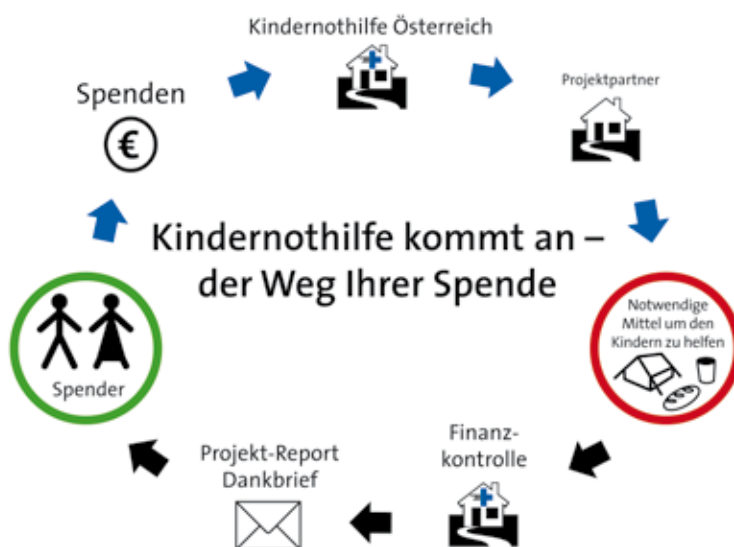 Kindernothilfe Österreich
Projektpartner
Spenden
€
Kindernothilfe kommt an –
der Weg Ihrer Spende
Notwendige
Mittel um den
Kindern zu helfen
Spender
Finanz-
kontrolle
Projekt-Report
Dankbrief